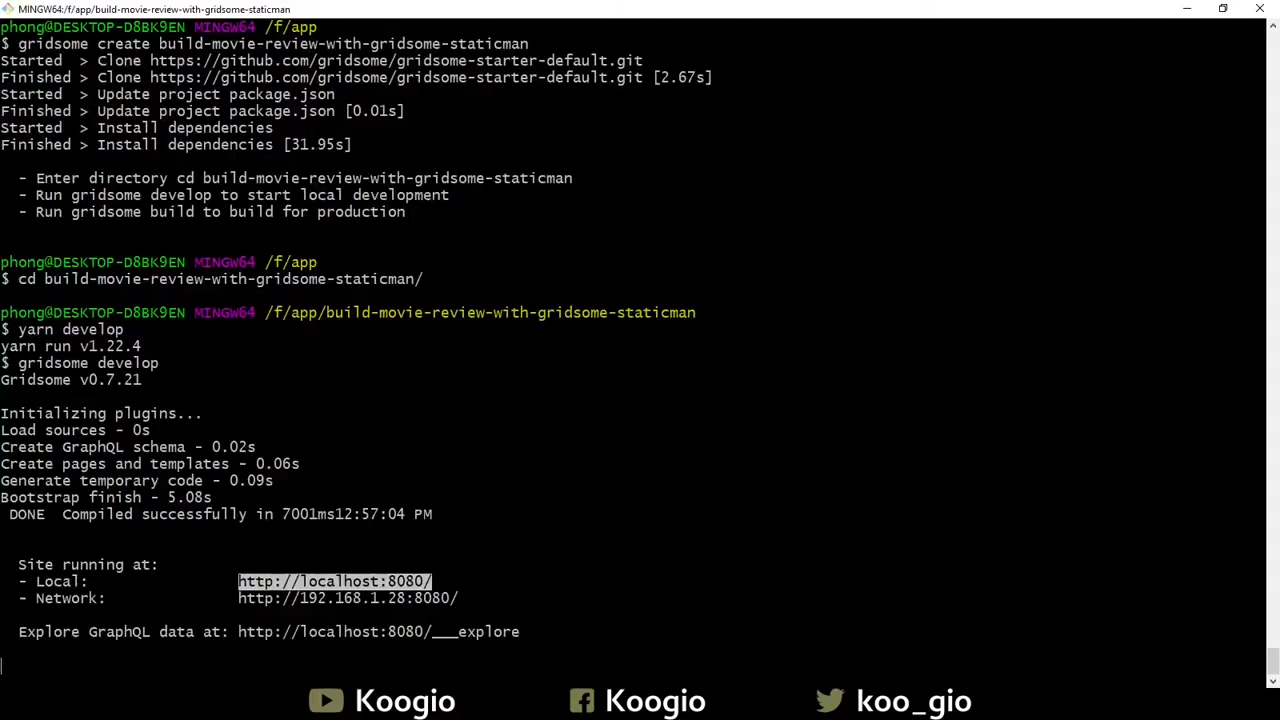 MINGW64:/f/app/build-movie-review-with-gridsome-staticman
phong@DESKTOP-D8BK9EN MINGW64 /f/app
$ gridsome create build-movie-review-with-gridsome-staticman
Started  > Clone https://github.com/gridsome/gridsome-starter-default.git
Finished > Clone https://github.com/gridsome/gridsome-starter-default.git [2.67s]
Started  > Update project package.json
Finished > Update project package.json [0.01s]
Started  > Install dependencies
Finished > Install dependencies [31.95s]
- Enter directory cd build-movie-review-with-gridsome-staticman
- Run gridsome develop to start local development
- Run gridsome build to build for production
phong@DESKTOP-D8BK9EN MINGW64 /f/app
$ cd build-movie-review-with-gridsome-staticman/
phong@DESKTOP-D8BK9EN MINGW64 /f/app/build-movie-review-with-gridsome-staticman
$ yarn develop
yarn run v1.22.4
$ gridsome develop
Gridsome v0.7.21
Initializing plugins...
Load sources - 0s
Create GraphQL schema - 0.02s
Create pages and templates - 0.06s
Generate temporary code - 0.09s
Bootstrap finish - 5.08s
DONE  Compiled successfully in 7001ms12:57:04 PM
Site running at:
- Local: http://localhost:8080/
- Network: http://192.168.1.28:8080/
Explore GraphQL data at: http://localhost:8080/___explore
Koogio Koogio koo_gio